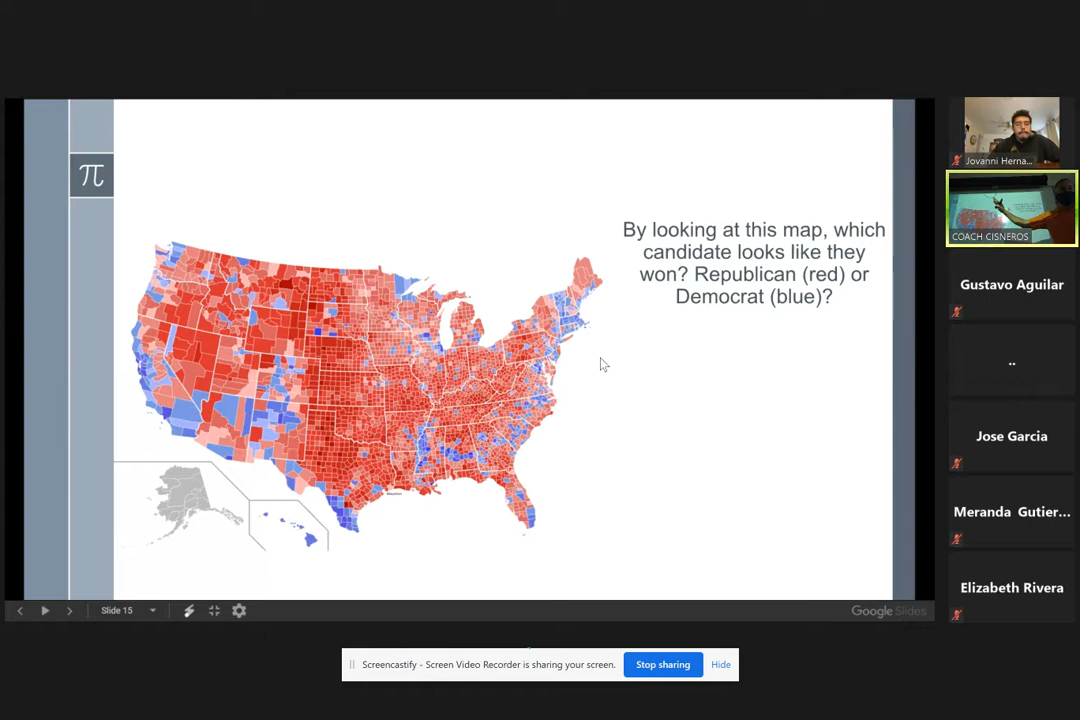 π
By looking at this map, which
candidate looks like they
won? Republican (red) or
Democrat (blue)?
Slide 15
Google Slides
Jovanni Herna...
COACH CISNEROS
Gustavo Aguilar
..
Jose Garcia
Meranda Gutier...
Elizabeth Rivera
Screencastify - Screen Video Recorder is sharing your screen.
Stop sharing
Hide